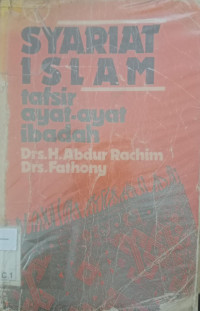 SYARIAT
ISLAM
tafsir
ayat-ayat
ibadah
Drs.H.Abdur Rachim
Drs.Fathony